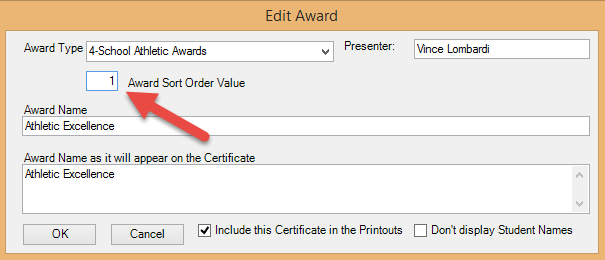 Edit Award
Award Type 4-School Athletic Awards Presenter: Vince Lombardi
1 Award Sort Order Value
Award Name
Athletic Excellence
Award Name as it will appear on the Certificate
Athletic Excellence
OK Cancel Include this Certificate in the Printouts Don't display Student Names